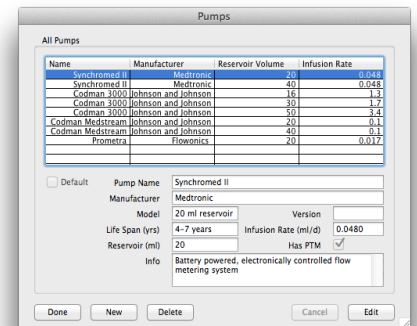 Pumps
All Pumps
Name Manufacturer Reservoir Volume Infusion Rate
Synchromed II Medtronic 20 0.048
Synchromed II Medtronic 40 0.048
Codman 3000 Johnson and Johnson 16 1.3
Codman 3000 Johnson and Johnson 30 1.7
Codman 3000 Johnson and Johnson 50 3.4
Codman Medstream Johnson and Johnson 20 0.1
Codman Medstream Johnson and Johnson 40 0.1
Prometra Flowonics 20 0.017
Default Pump Name Synchromed II
Manufacturer Medtronic
Model 20 ml reservoir Version
Life Span (yrs) 4-7 years Infusion Rate (ml/d) 0.0480
Reservoir (ml) 20 Has PTM
Info Battery powered, electronically controlled flow
metering system
Done New Delete Cancel Edit